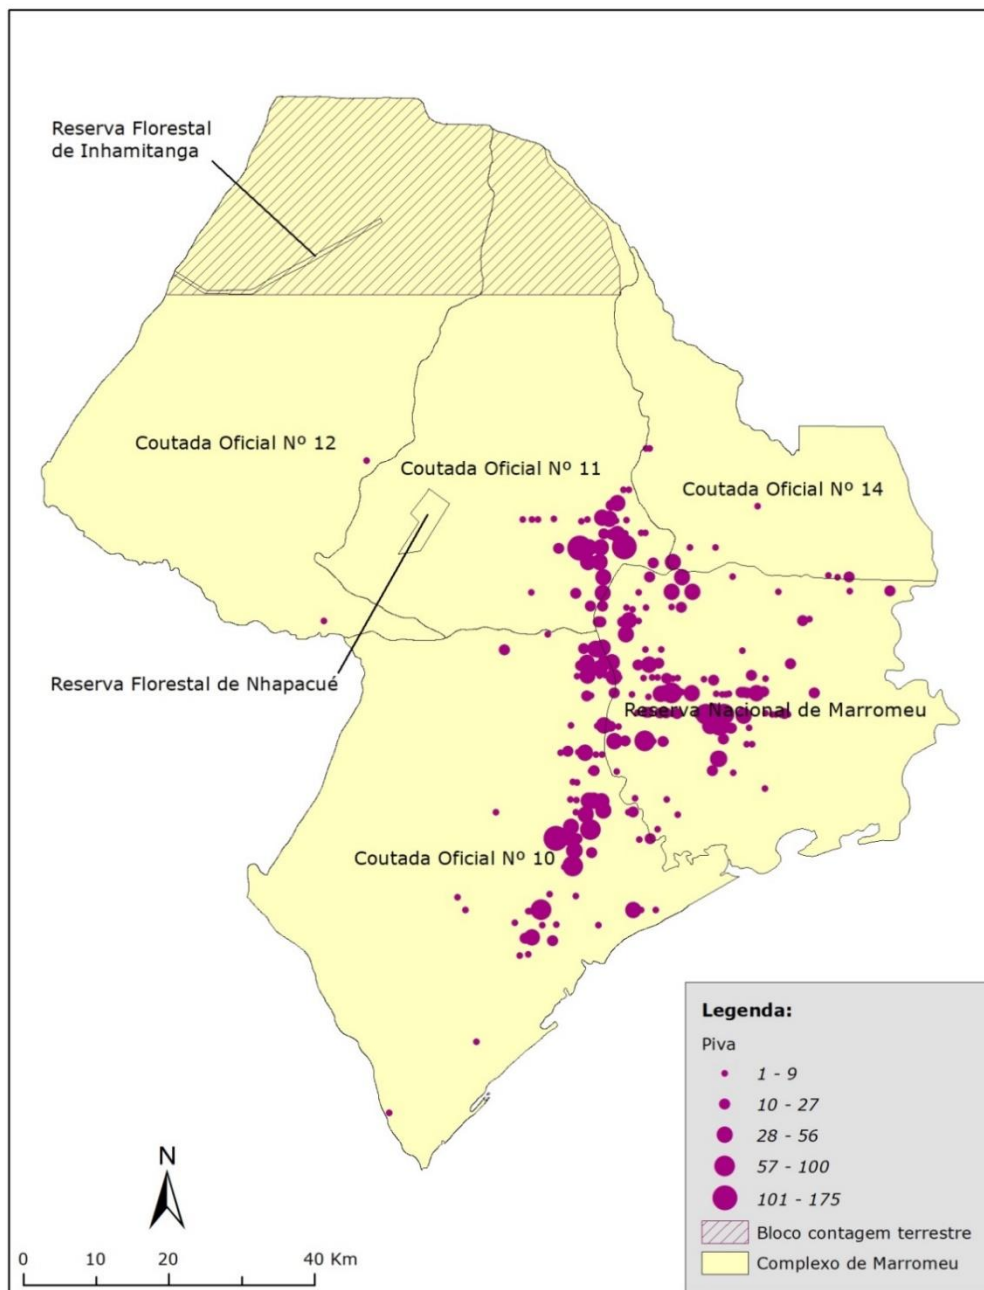 Reserva Florestal
de Inhamitanga
Coutada Oficial Nº 12
Coutada Oficial Nº 11
Coutada Oficial Nº 14
Reserva Florestal de Nhapacué
Reserva Nacional de Marromeu
Coutada Oficial Nº 10
Legenda:
Piva
1 - 9
10 - 27
28 - 56
57 - 100
101 - 175
Bloco contagem terrestre
Complexo de Marromeu
N
0 10 20 40 Km